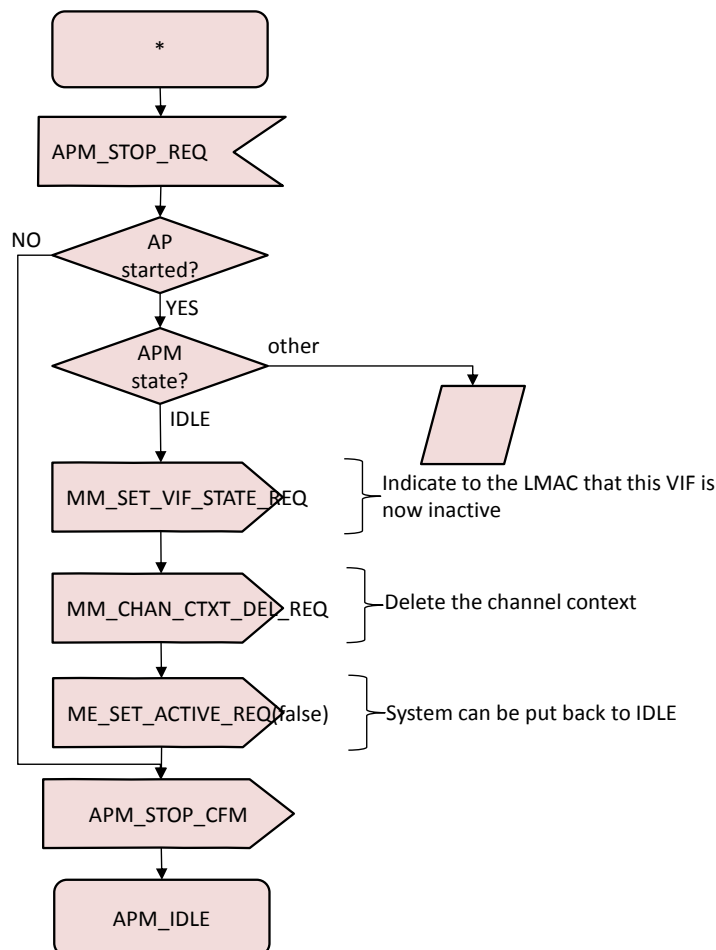 *
APM_STOP_REQ
NO
AP
started?
YES
APM
state?
other
IDLE
MM_SET_VIF_STATE_REQ
Indicate to the LMAC that this VIF is
now inactive
MM_CHAN_CTXT_DEL_REQ
Delete the channel context
ME_SET_ACTIVE_REQ(false)
System can be put back to IDLE
APM_STOP_CFM
APM_IDLE